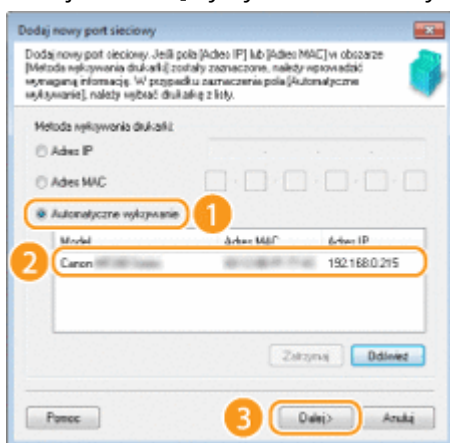 Dodaj nowy port sieciowy
Dodaj nowy port sieciowy. Jeśli pola [Adres IP] lub [Adres MAC] w obszarze
[Metoda wykrywania drukarki] zostały zaznaczone, należy wprowadzić
wymaganą informację. W przypadku zaznaczenia pola [Automatyczne
wykrywanie], należy wybrać drukarkę z listy.
Metoda wykrywania drukarki:
Adres IP
Adres MAC
Automatyczne wykrywanie 1
Model Adres MAC Adres IP
2 Canon 192.168.0.215
Zatrzymaj Odśwież
Pomoc 3 Dalej> Anuluj